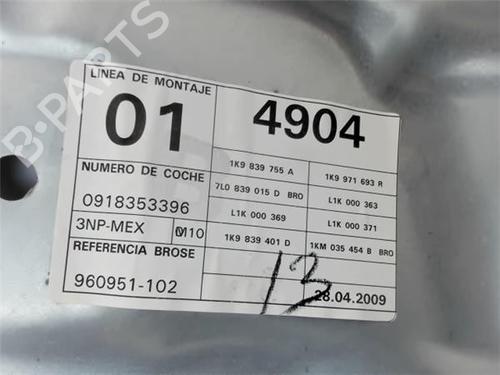 B-PARTS
LINEA DE MONTAJE
01
4904
NUMERO DE COCHE
0918353396
3NP-MEX
M10
REFERENCIA BROSE
960951-102
1K9 839 755 A
1K9 971 693 R
7L0 839 015 D BRO
L1K 000 363
L1K 000 369
L1K 000 371
1K9 839 401 D
1KM 035 454 B BRO
13
28.04.2009